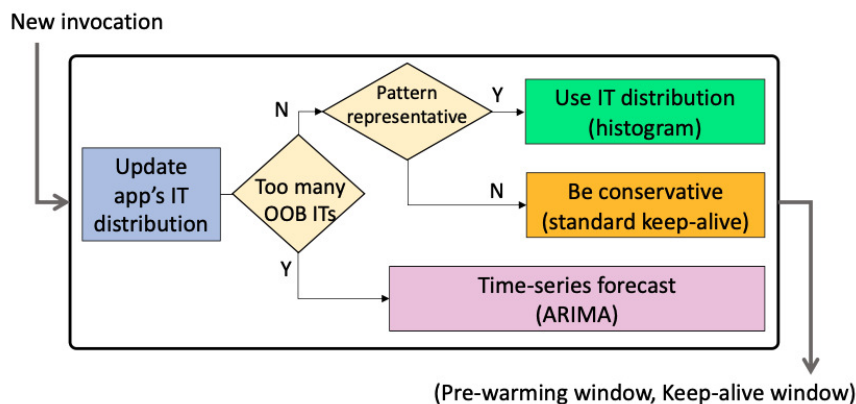 New invocation
Update
app's IT
distribution
Too many
OOB ITs
N
Pattern
representative
Y
Use IT distribution
(histogram)
N
Be conservative
(standard keep-alive)
Y
Time-series forecast
(ARIMA)
(Pre-warming window, Keep-alive window)